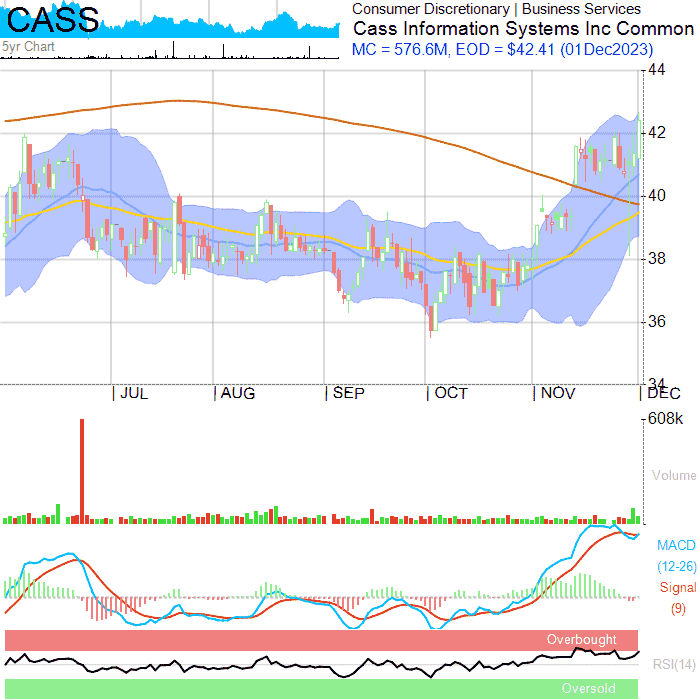 CASS
Consumer Discretionary | Business Services
Cass Information Systems Inc Common
5yr Chart
MC = 576.6M, EOD = $42.41 (01Dec2023)
44
42
40
38
36
34
JUL AUG SEP OCT NOV DEC
608k
Volume
MACD
(12-26)
Signal
(9)
Overbought
RSI(14)
Oversold